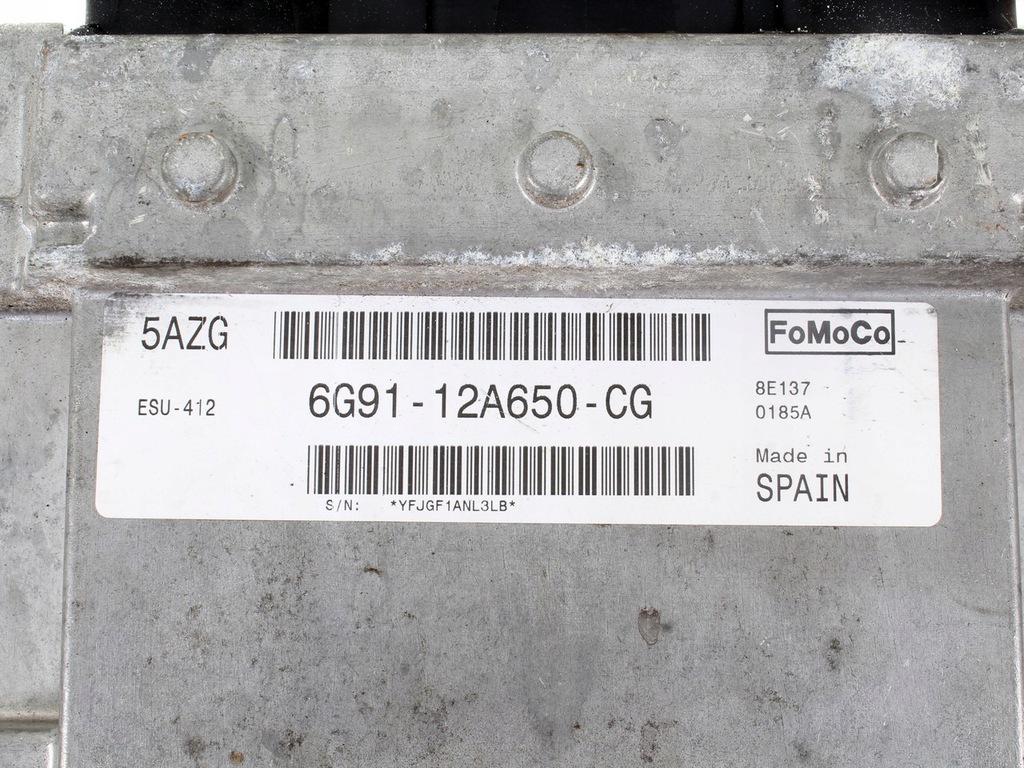 5AZG
FoMoCo
ESU-412
6G91-12A650-CG
8E137
0185A
Made in
SPAIN
S/N: *YFJGF1ANL3LB*